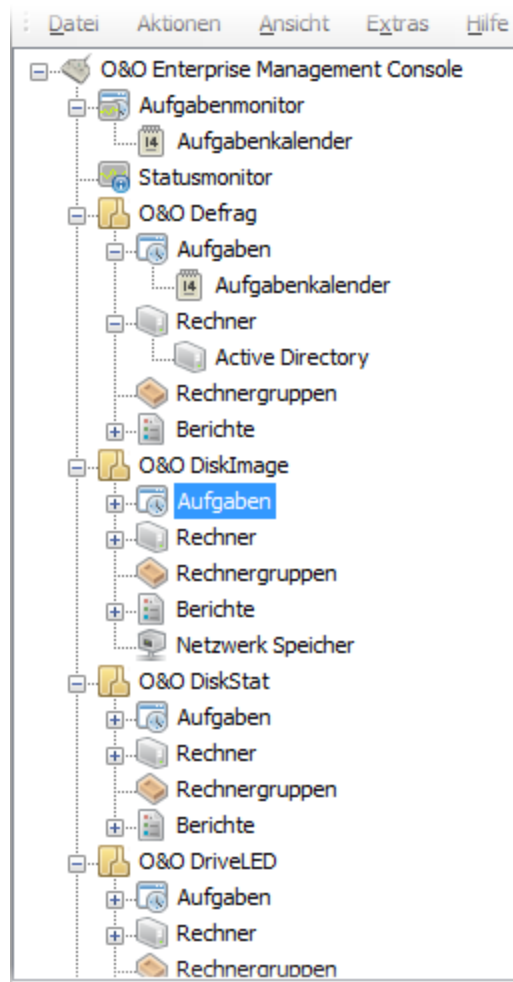 Datei Aktionen Ansicht Extras Hilfe
O&O Enterprise Management Console
Aufgabenmonitor
14 Aufgabenkalender
Statusmonitor
O&O Defrag
Aufgaben
14 Aufgabenkalender
Rechner
Active Directory
Rechnergruppen
Berichte
O&O DiskImage
Aufgaben
Rechner
Rechnergruppen
Berichte
Netzwerk Speicher
O&O DiskStat
Aufgaben
Rechner
Rechnergruppen
Berichte
O&O DriveLED
Aufgaben
Rechner
Rechnergruppen